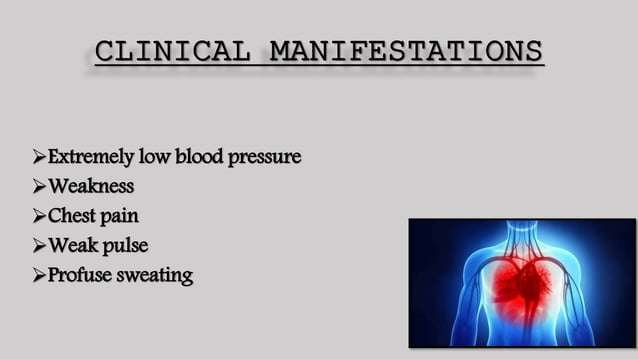 CLINICAL MANIFESTATIONS
➢Extremely low blood pressure
➢Weakness
➢Chest pain
➢Weak pulse
➢Profuse sweating